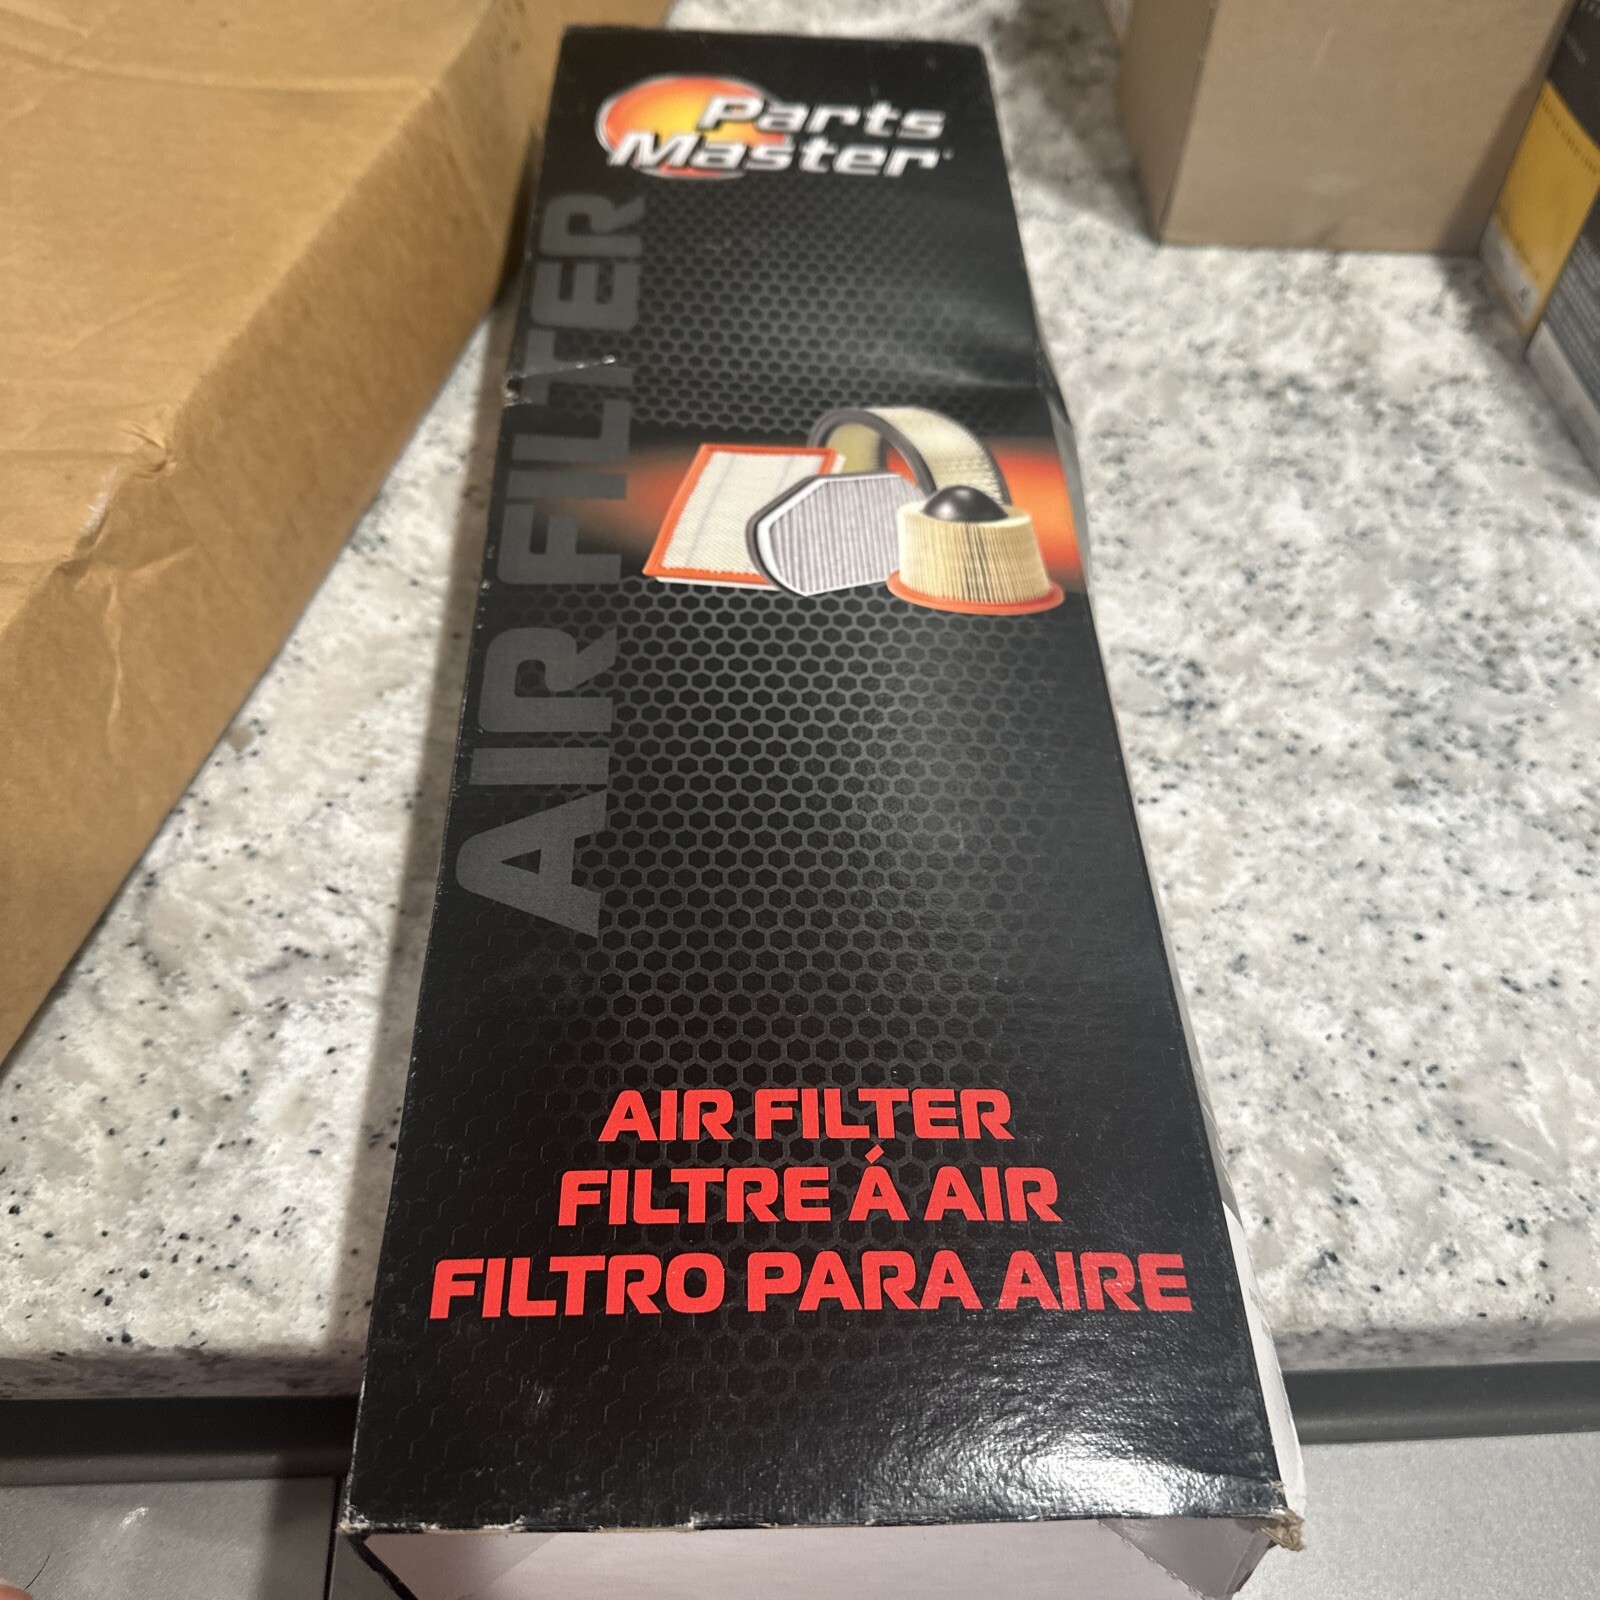 Parts
Master
AIR FILTER
AIR FILTER
FILTRE Á AIR
FILTRO PARA AIRE